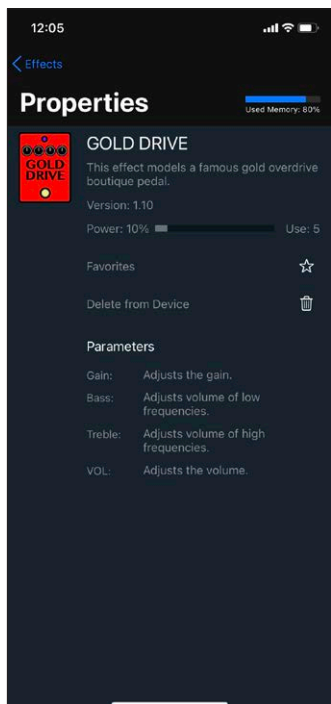 12:05
Effects
Properties
Used Memory: 80%
GOLD
DRIVE
GOLD DRIVE
This effect models a famous gold overdrive
boutique pedal.
Version: 1.10
Power: 10% Use: 5
Favorites
Delete from Device
Parameters
Gain: Adjusts the gain.
Bass: Adjusts volume of low
frequencies.
Treble: Adjusts volume of high
frequencies.
VOL: Adjusts the volume.